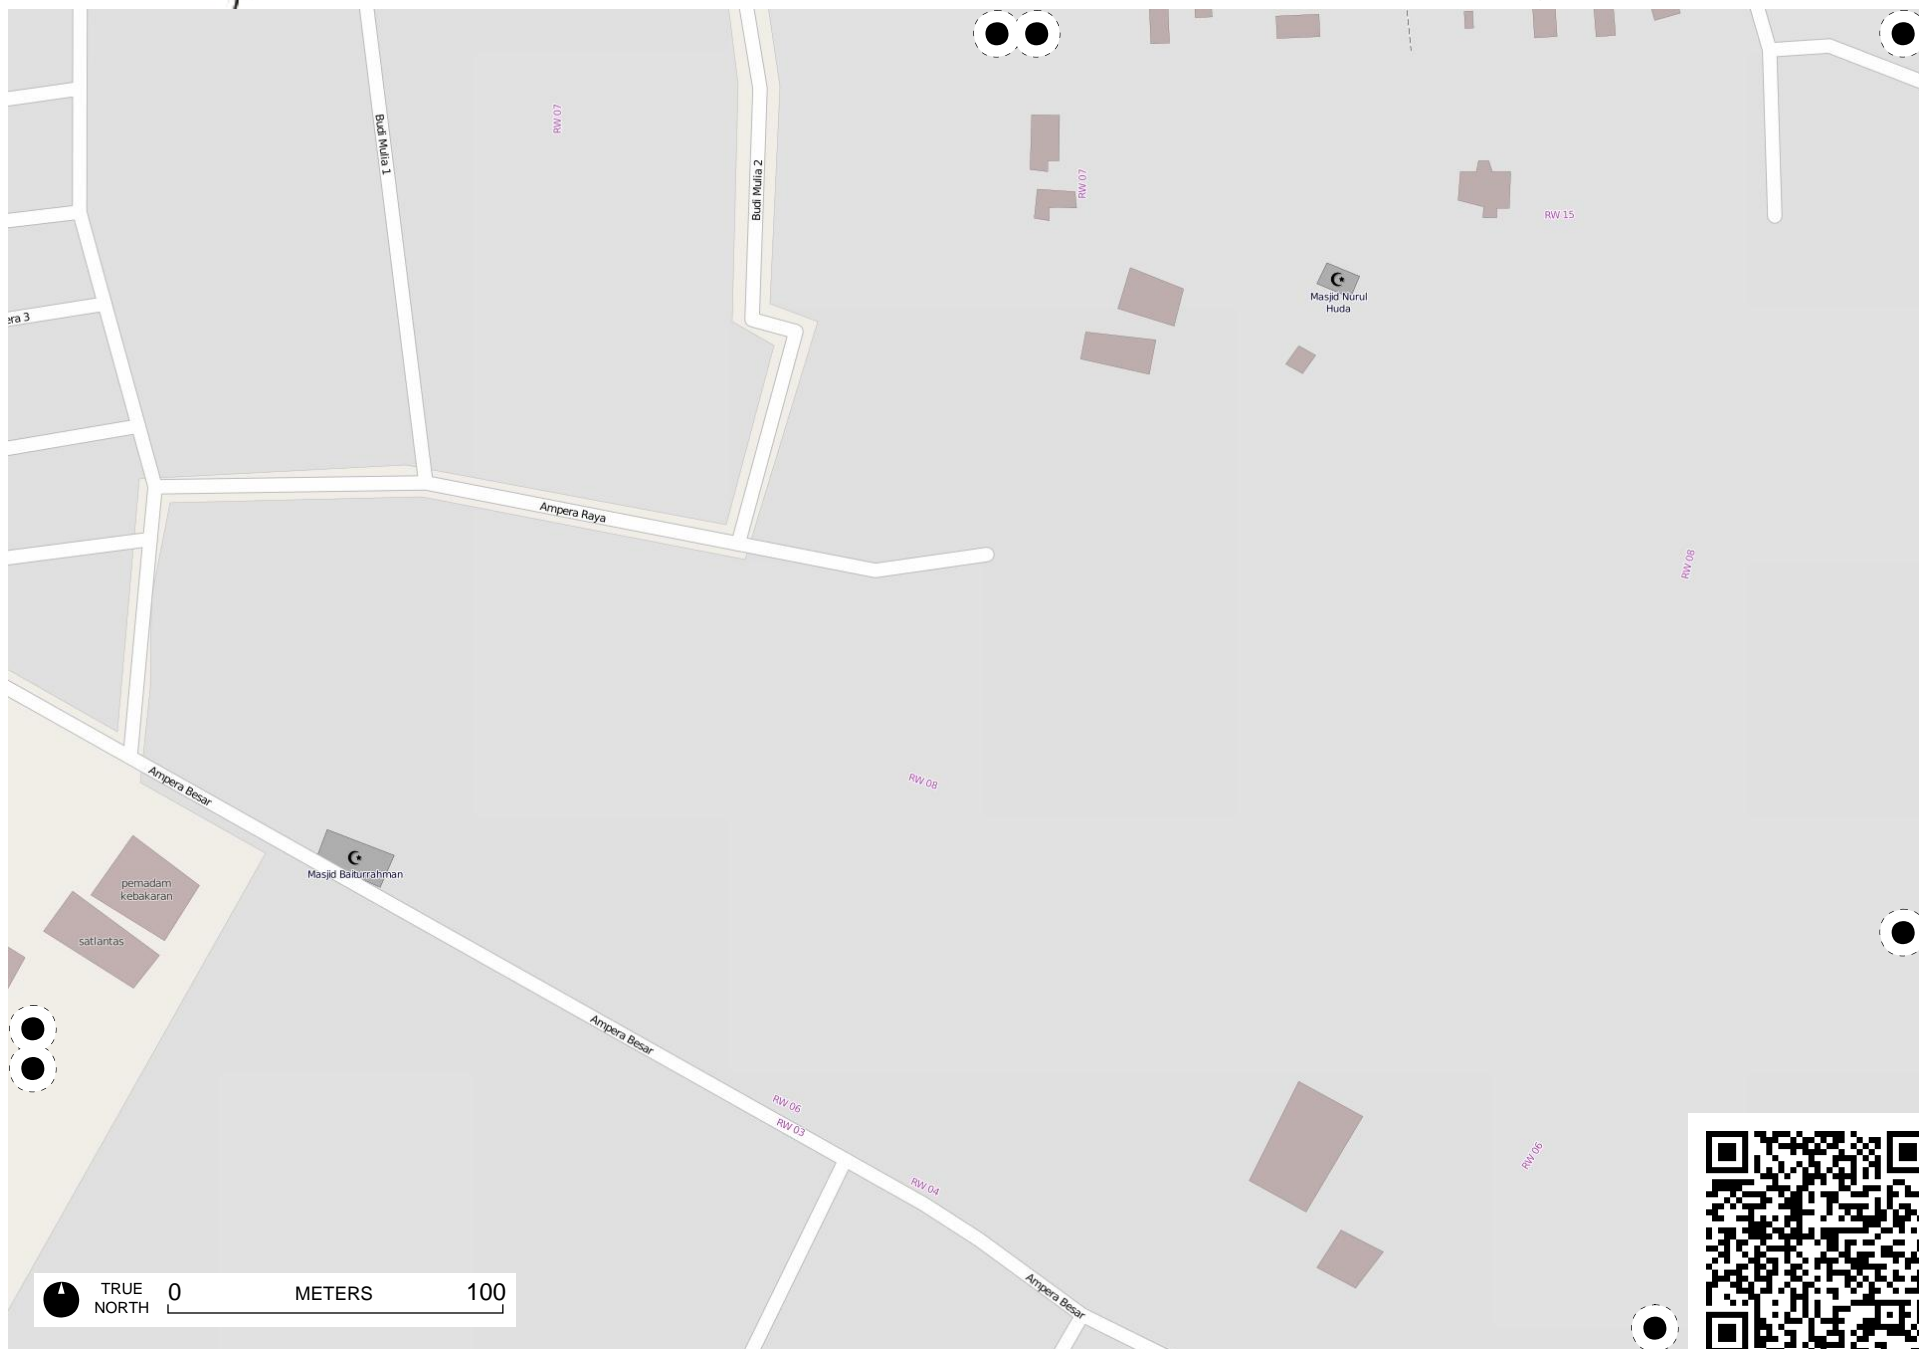 Budi Mulia 1
RW 07
Budi Mulia 2
RW 07
RW 15
Masjid Nurul
Huda
era 3
Ampera Raya
RW 08
RW 08
Ampera Besar
Masjid Baiturrahman
pemadam
kebakaran
satlantas
Ampera Besar
RW 06
RW 03
RW 04
RW 06
Ampera Besar
TRUE
NORTH
0 METERS 100